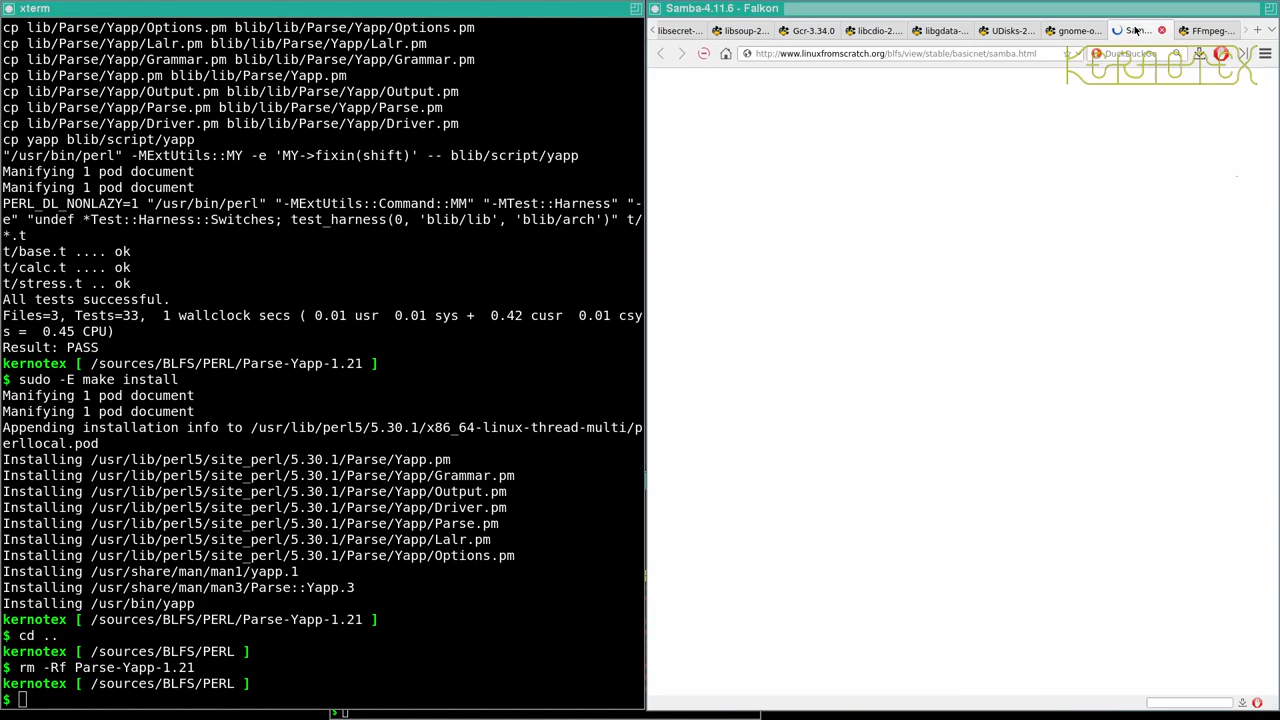 xterm
cp lib/Parse/Yapp/Options.pm blib/lib/Parse/Yapp/Options.pm
cp lib/Parse/Yapp/Lalr.pm blib/lib/Parse/Yapp/Lalr.pm
cp lib/Parse/Yapp/Grammar.pm blib/lib/Parse/Yapp/Grammar.pm
cp lib/Parse/Yapp.pm blib/lib/Parse/Yapp.pm
cp lib/Parse/Yapp/Output.pm blib/lib/Parse/Yapp/Output.pm
cp lib/Parse/Yapp/Parse.pm blib/lib/Parse/Yapp/Parse.pm
cp lib/Parse/Yapp/Driver.pm blib/lib/Parse/Yapp/Driver.pm
cp yapp blib/script/yapp
"/usr/bin/perl" -MExtUtils::MY -e 'MY->fixin(shift)' -- blib/script/yapp
Manifying 1 pod document
Manifying 1 pod document
PERL_DL_NONLAZY=1 "/usr/bin/perl" "-MExtUtils::Command::MM" "-MTest::Harness" "-
e" "undef *Test::Harness::Switches; test_harness(0, 'blib/lib', 'blib/arch')" t/
*.t
t/base.t .... ok
t/calc.t .... ok
t/stress.t .. ok
All tests successful.
Files=3, Tests=33,  1 wallclock secs ( 0.01 usr  0.01 sys +  0.42 cusr  0.01 csy
s =  0.45 CPU)
Result: PASS
kernotex [ /sources/BLFS/PERL/Parse-Yapp-1.21 ]
$ sudo -E make install
Manifying 1 pod document
Manifying 1 pod document
Appending installation info to /usr/lib/perl5/5.30.1/x86_64-linux-thread-multi/p
erllocal.pod
Installing /usr/lib/perl5/site_perl/5.30.1/Parse/Yapp.pm
Installing /usr/lib/perl5/site_perl/5.30.1/Parse/Yapp/Grammar.pm
Installing /usr/lib/perl5/site_perl/5.30.1/Parse/Yapp/Output.pm
Installing /usr/lib/perl5/site_perl/5.30.1/Parse/Yapp/Driver.pm
Installing /usr/lib/perl5/site_perl/5.30.1/Parse/Yapp/Parse.pm
Installing /usr/lib/perl5/site_perl/5.30.1/Parse/Yapp/Lalr.pm
Installing /usr/lib/perl5/site_perl/5.30.1/Parse/Yapp/Options.pm
Installing /usr/share/man/man1/yapp.1
Installing /usr/share/man/man3/Parse::Yapp.3
Installing /usr/bin/yapp
kernotex [ /sources/BLFS/PERL/Parse-Yapp-1.21 ]
$ cd ..
kernotex [ /sources/BLFS/PERL ]
$ rm -Rf Parse-Yapp-1.21
kernotex [ /sources/BLFS/PERL ]
$
$
Samba-4.11.6 - Falkon
libsecret-... libsoup-2... Gcr-3.34.0 libcdio-2.... libgdata-... UDisks-2... gnome-o... Sam... FFmpeg-...
http://www.linuxfromscratch.org/blfs/view/stable/basicnet/samba.html DuckDuckGo
KERNOTEX